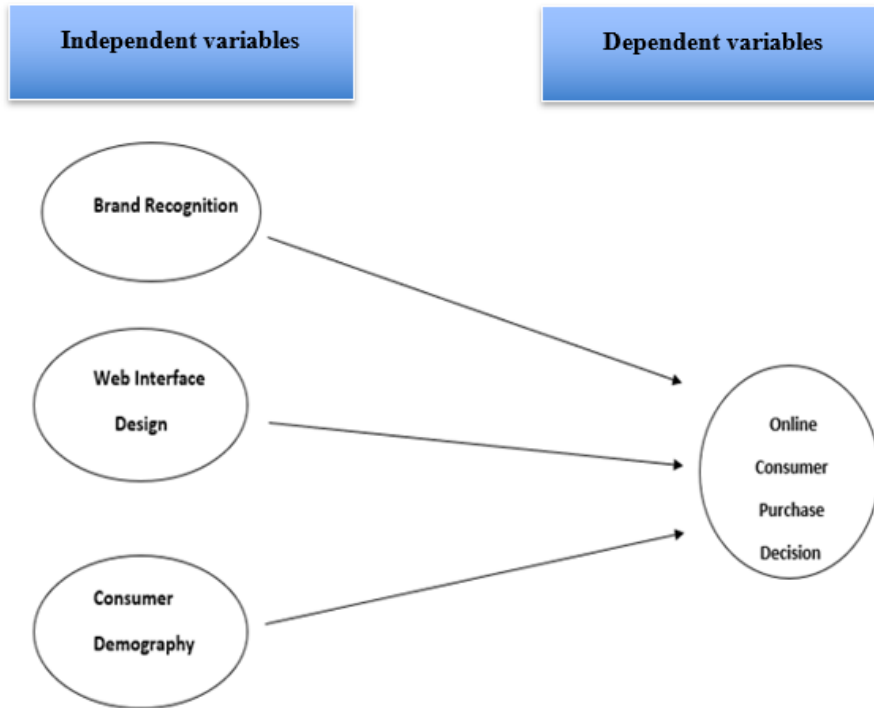 Independent variables
Dependent variables
Brand Recognition
Web Interface
Design
Online
Consumer
Purchase
Decision
Consumer
Demography